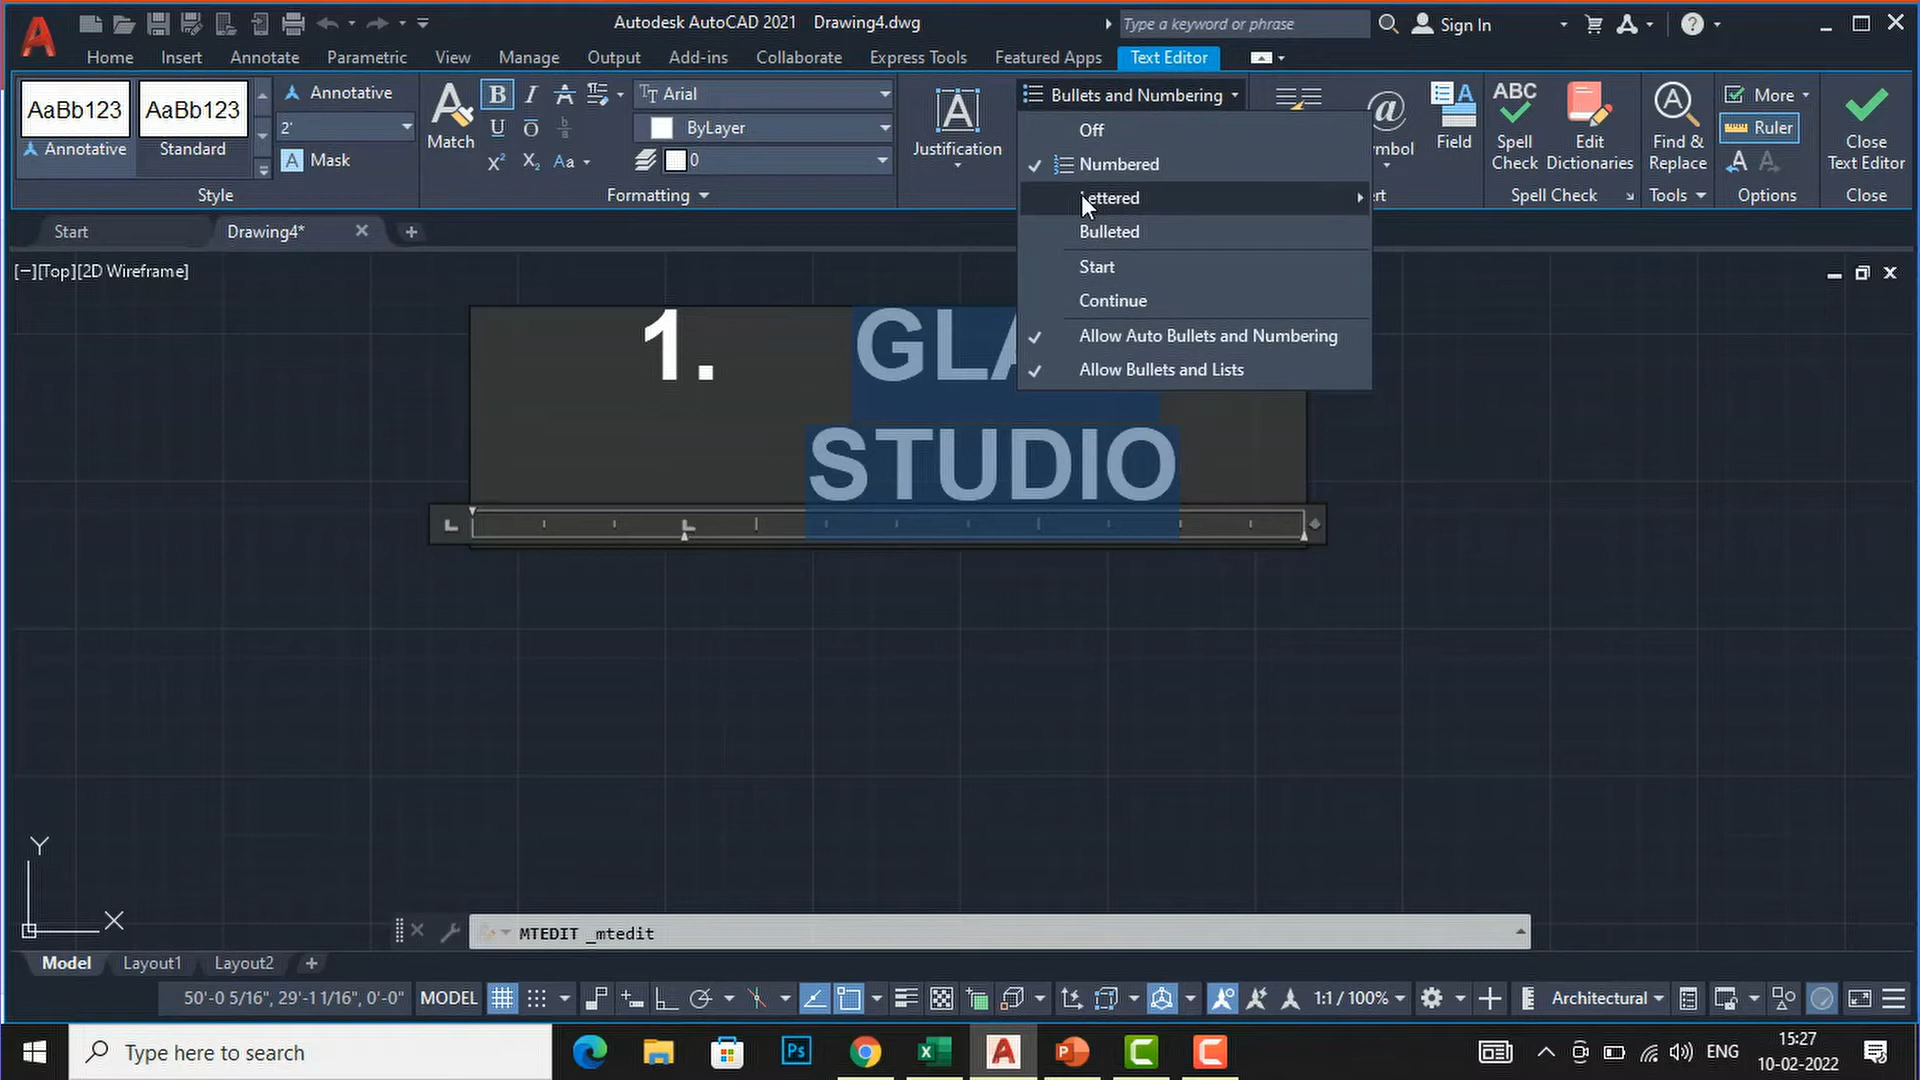 Autodesk AutoCAD 2021 Drawing4.dwg
Type a keyword or phrase
Sign In
Home Insert Annotate Parametric View Manage Output Add-ins Collaborate Express Tools Featured Apps Text Editor
AaBb123
Annotative
AaBb123
Standard
Annotative
2'
Mask
Style
Match
B I A
U O b/a
X² X₂ Aa
Arial
ByLayer
0
Formatting
Justification
Bullets and Numbering
Off
Numbered
Lettered
Bulleted
Start
Continue
Allow Auto Bullets and Numbering
Allow Bullets and Lists
@
Field
ABC
Spell Check
Edit Dictionaries
Spell Check
Find & Replace
Tools
More
Ruler
Options
Close Text Editor
Close
Start
Drawing4*
[−][Top][2D Wireframe]
1.
STUDIO
Y
X
MTEDIT _mtedit
Model Layout1 Layout2
50'-0 5/16", 29'-1 1/16", 0'-0" MODEL
1:1 / 100%
Architectural
Type here to search
Ps
ENG
15:27
10-02-2022